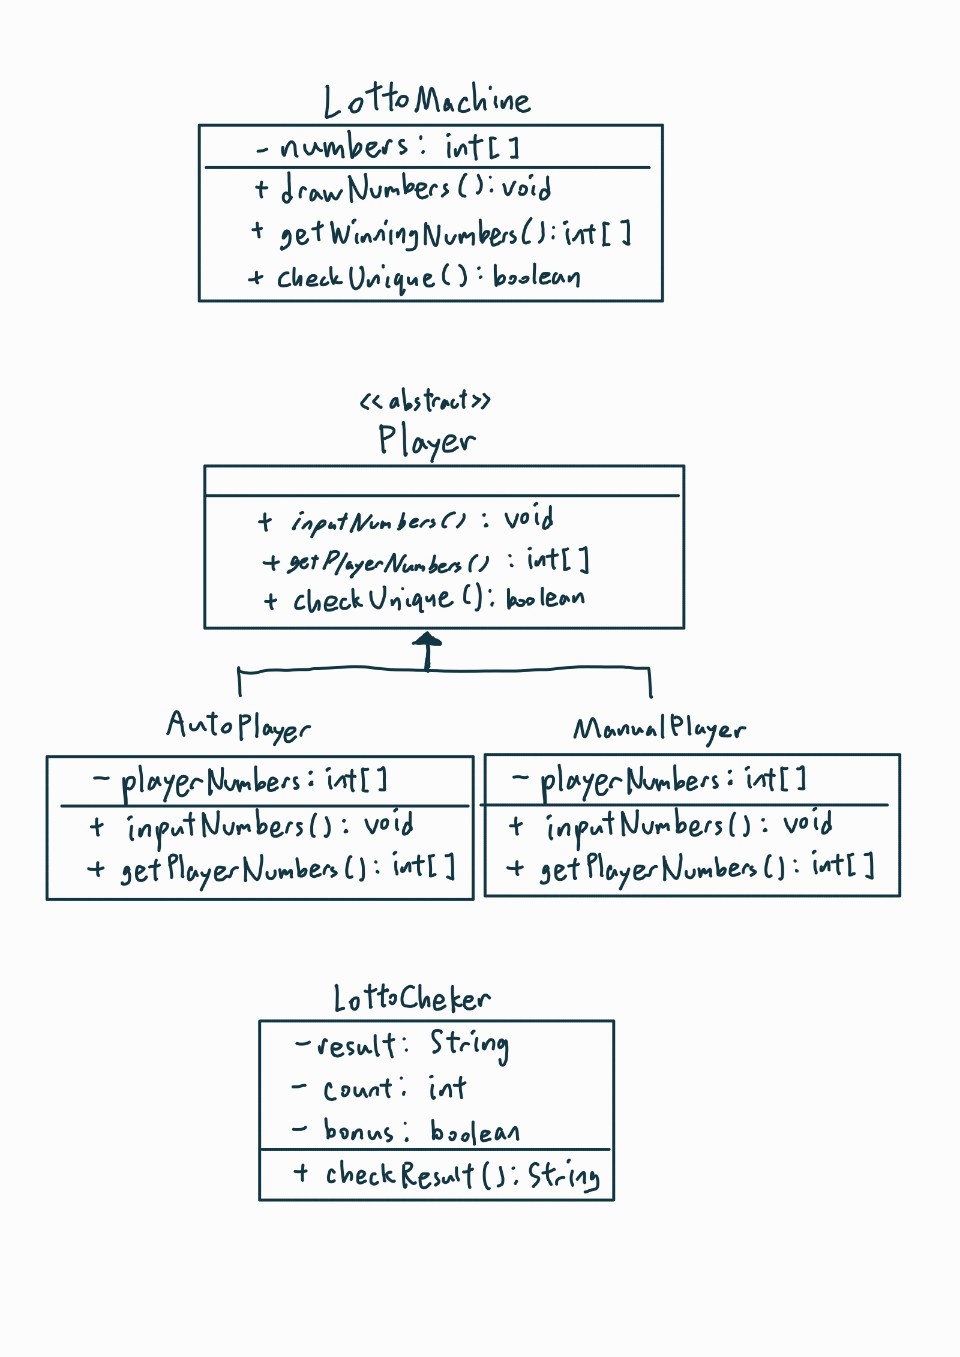 LottoMachine
- numbers: int[]
+ drawNumbers(): void
+ getWinningNumbers(): int[]
+ checkUnique(): boolean
<<abstract>>
Player
+ inputNumbers() : void
+ getPlayerNumbers() : int[]
+ checkUnique(): boolean
AutoPlayer
- playerNumbers: int[]
+ inputNumbers(): void
+ getPlayerNumbers(): int[]
ManualPlayer
- playerNumbers: int[]
+ inputNumbers(): void
+ getPlayerNumbers(): int[]
LottoCheker
- result: String
- count: int
- bonus: boolean
+ checkResult(): String